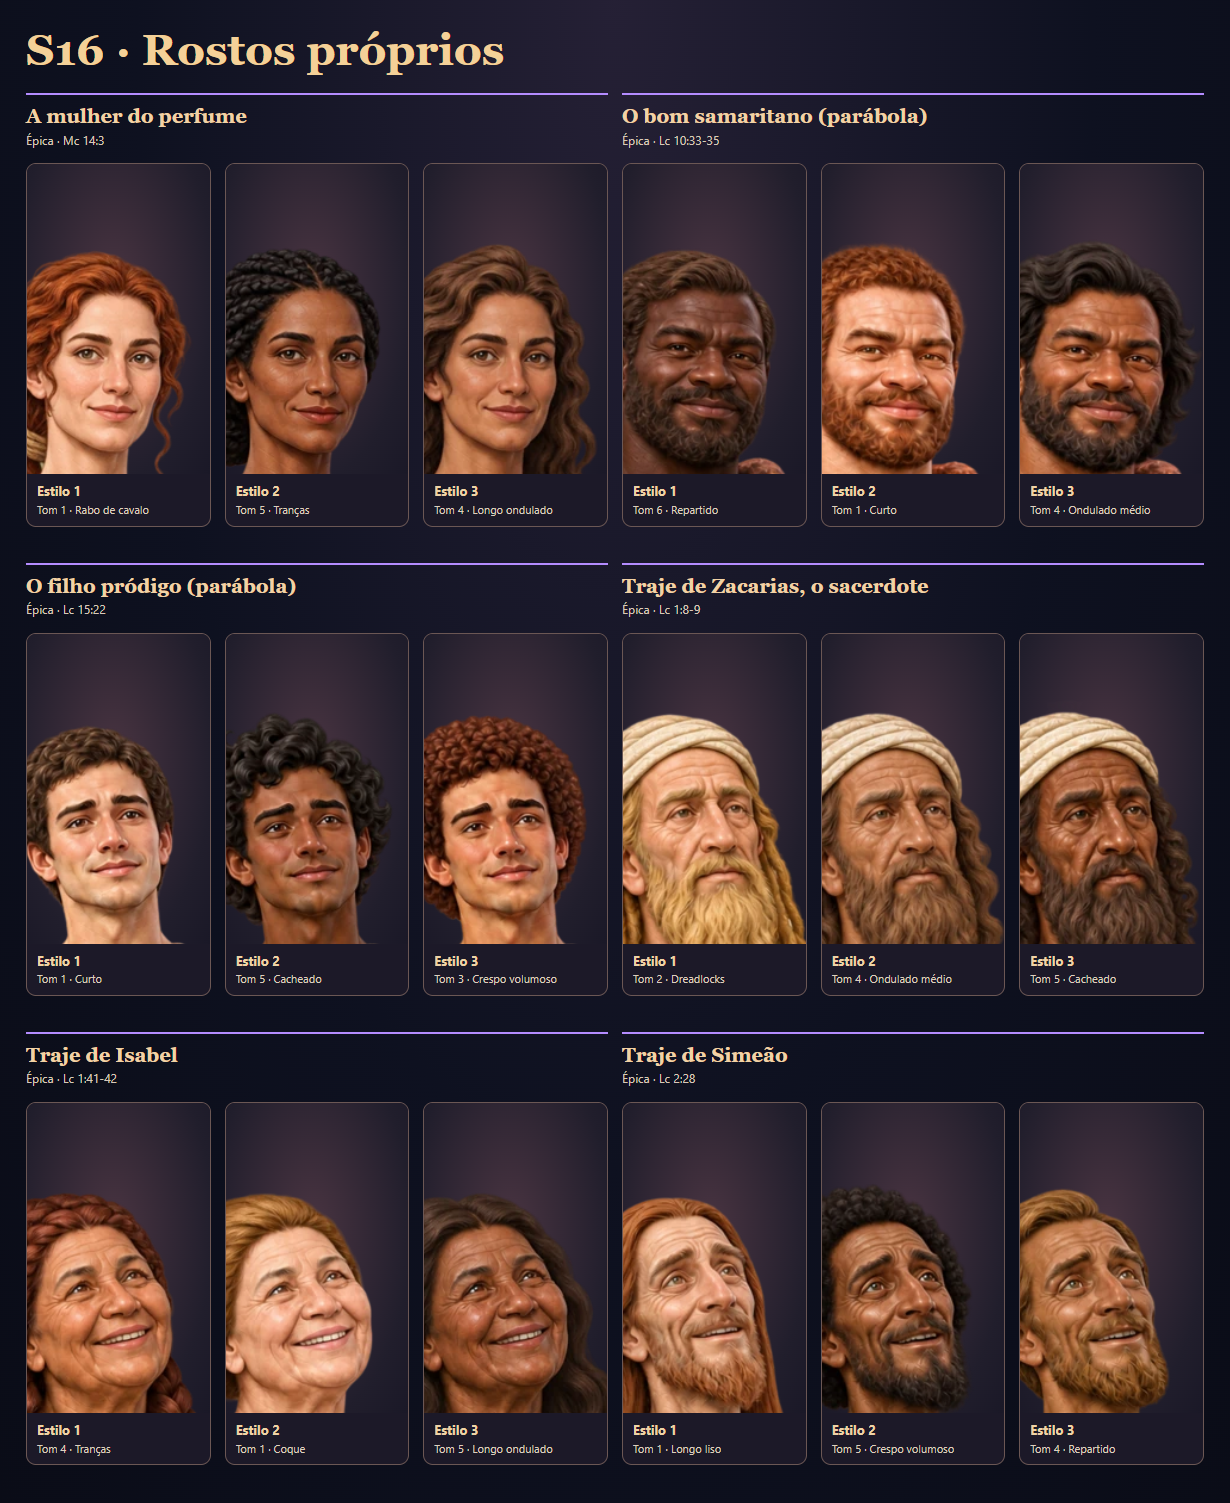 S16 · Rostos próprios
A mulher do perfume
Épica · Mc 14:3
Estilo 1
Tom 1 · Rabo de cavalo
Estilo 2
Tom 5 · Tranças
Estilo 3
Tom 4 · Longo ondulado
O bom samaritano (parábola)
Épica · Lc 10:33-35
Estilo 1
Tom 6 · Repartido
Estilo 2
Tom 1 · Curto
Estilo 3
Tom 4 · Ondulado médio
O filho pródigo (parábola)
Épica · Lc 15:22
Estilo 1
Tom 1 · Curto
Estilo 2
Tom 5 · Cacheado
Estilo 3
Tom 3 · Crespo volumoso
Traje de Zacarias, o sacerdote
Épica · Lc 1:8-9
Estilo 1
Tom 2 · Dreadlocks
Estilo 2
Tom 4 · Ondulado médio
Estilo 3
Tom 5 · Cacheado
Traje de Isabel
Épica · Lc 1:41-42
Estilo 1
Tom 4 · Tranças
Estilo 2
Tom 1 · Coque
Estilo 3
Tom 5 · Longo ondulado
Traje de Simeão
Épica · Lc 2:28
Estilo 1
Tom 1 · Longo liso
Estilo 2
Tom 5 · Crespo volumoso
Estilo 3
Tom 4 · Repartido